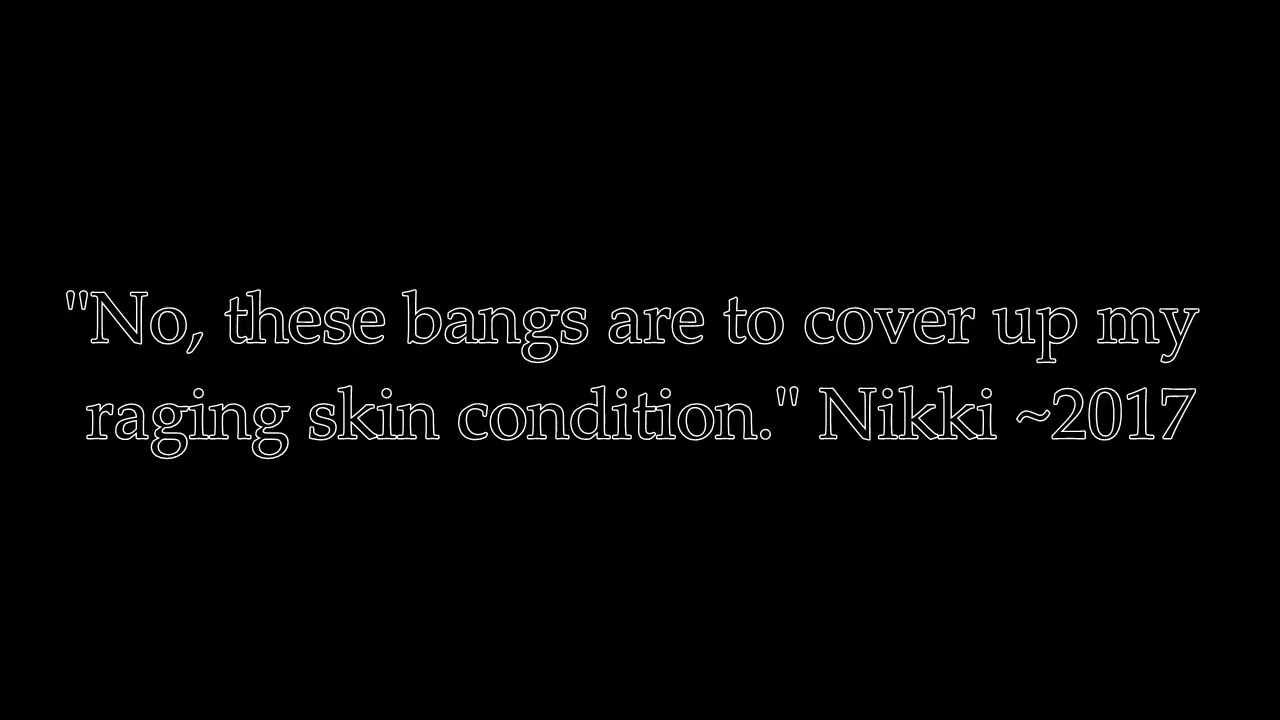 "No, these bangs are to cover up my
raging skin condition." Nikki ~2017